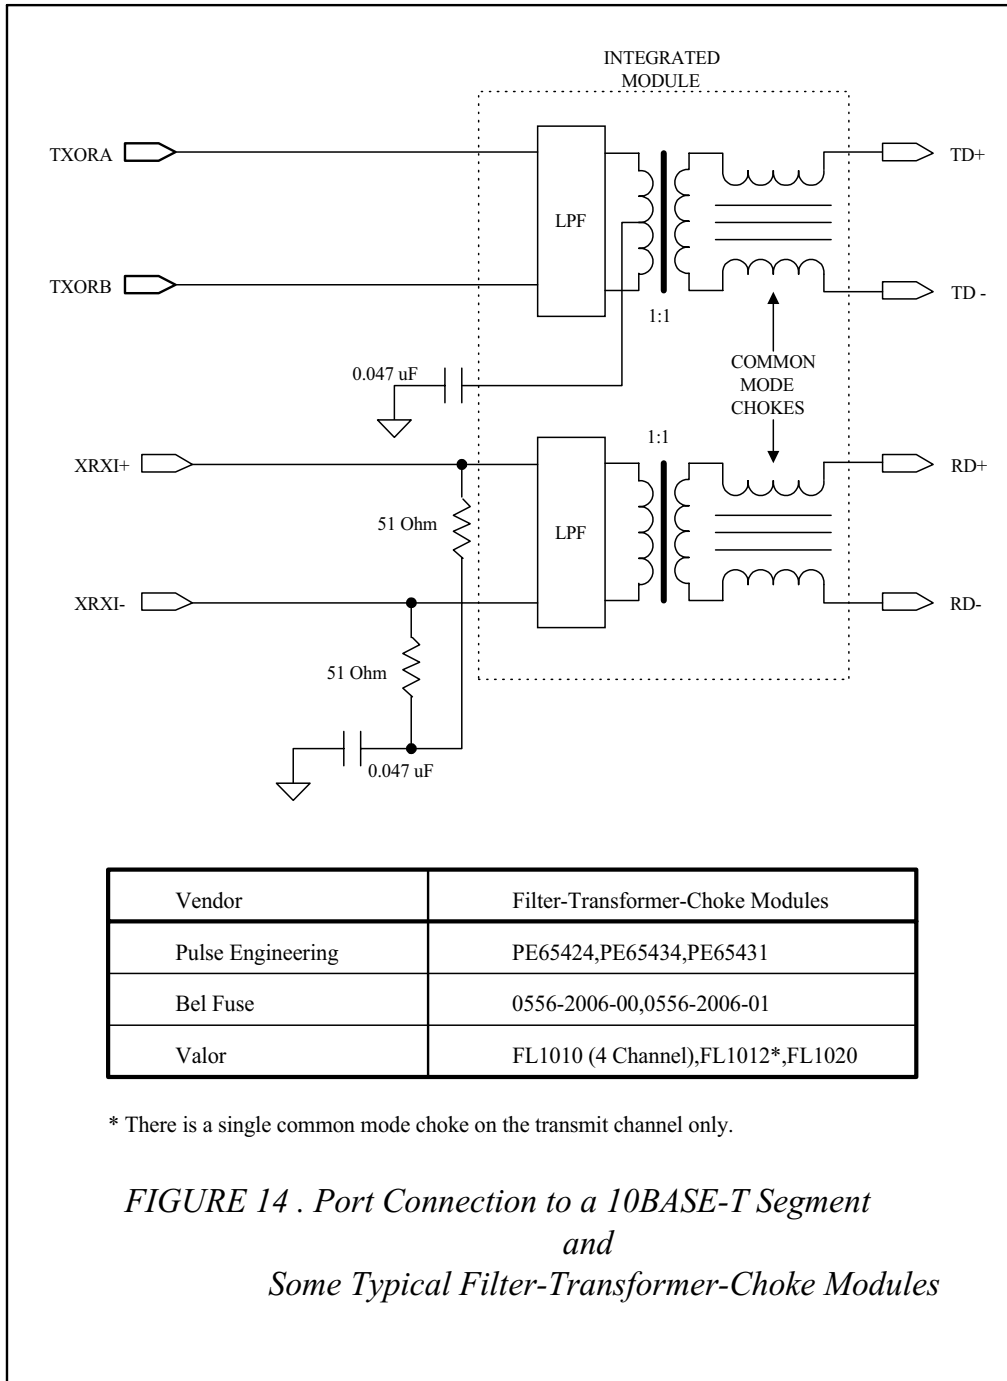 INTEGRATED
MODULE
TXORA
LPF
TD+
TXORB
TD -
1:1
0.047 uF
COMMON
MODE
CHOKES
1:1
XRXI+
RD+
51 Ohm
LPF
XRXI-
RD-
51 Ohm
0.047 uF
Vendor Filter-Transformer-Choke Modules
Pulse Engineering PE65424,PE65434,PE65431
Bel Fuse 0556-2006-00,0556-2006-01
Valor FL1010 (4 Channel),FL1012*,FL1020
* There is a single common mode choke on the transmit channel only.
FIGURE 14 . Port Connection to a 10BASE-T Segment
and
Some Typical Filter-Transformer-Choke Modules